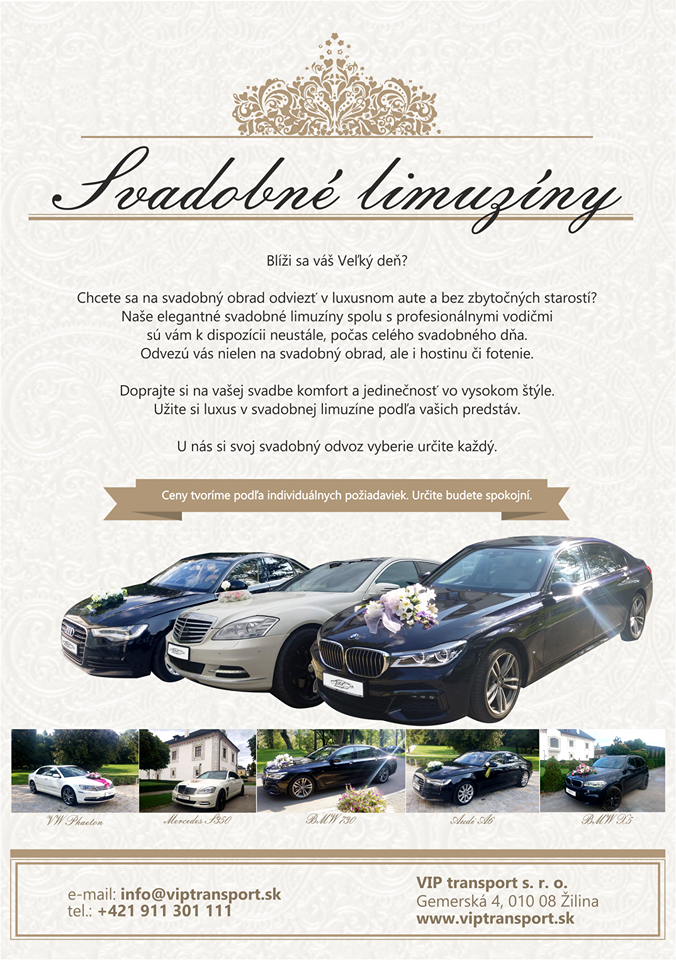 Svadobné limuzíny
Blíži sa váš Veľký deň?
Chcete sa na svadobný obrad odviezť v luxusnom aute a bez zbytočných starostí?
Naše elegantné svadobné limuzíny spolu s profesionálnymi vodičmi
sú vám k dispozícii neustále, počas celého svadobného dňa.
Odvezú vás nielen na svadobný obrad, ale i hostinu či fotenie.
Doprajte si na vašej svadbe komfort a jedinečnosť vo vysokom štýle.
Užite si luxus v svadobnej limuzíne podľa vašich predstáv.
U nás si svoj svadobný odvoz vyberie určite každý.
Ceny tvoríme podľa individuálnych požiadaviek. Určite budete spokojní.
VW Phaeton
Mercedes S350
BMW 730
Audi A6
BMW X5
e-mail: info@viptransport.sk
tel.: +421 911 301 111
VIP transport s. r. o.
Gemerská 4, 010 08 Žilina
www.viptransport.sk